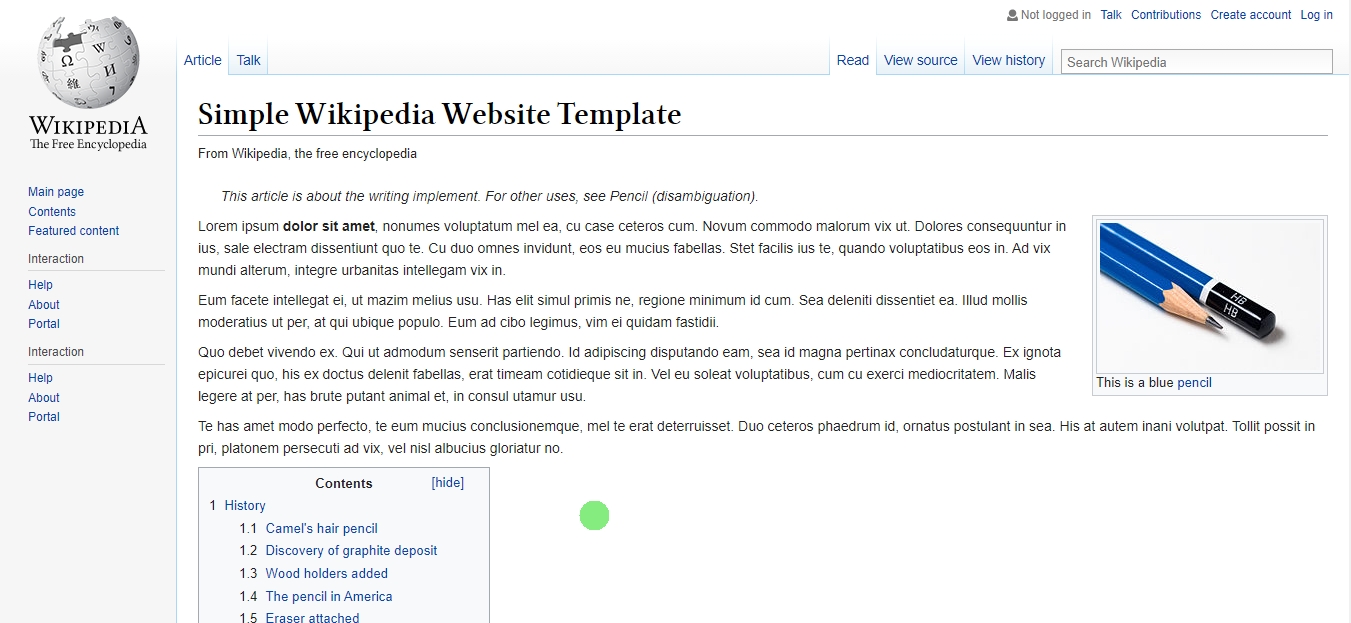 Not logged in Talk Contributions Create account Log in
Article Talk Read View source View history Search Wikipedia
WIKIPEDIA
The Free Encyclopedia
Main page
Contents
Featured content
Interaction
Help
About
Portal
Interaction
Help
About
Portal
Simple Wikipedia Website Template
From Wikipedia, the free encyclopedia
This article is about the writing implement. For other uses, see Pencil (disambiguation).
Lorem ipsum dolor sit amet, nonumes voluptatum mel ea, cu case ceteros cum. Novum commodo malorum vix ut. Dolores consequuntur in
ius, sale electram dissentiunt quo te. Cu duo omnes invidunt, eos eu mucius fabellas. Stet facilis ius te, quando voluptatibus eos in. Ad vix
mundi alterum, integre urbanitas intellegam vix in.
Eum facete intellegat ei, ut mazim melius usu. Has elit simul primis ne, regione minimum id cum. Sea deleniti dissentiet ea. Illud mollis
moderatius ut per, at qui ubique populo. Eum ad cibo legimus, vim ei quidam fastidii.
Quo debet vivendo ex. Qui ut admodum senserit partiendo. Id adipiscing disputando eam, sea id magna pertinax concludaturque. Ex ignota
epicurei quo, his ex doctus delenit fabellas, erat timeam cotidieque sit in. Vel eu soleat voluptatibus, cum cu exerci mediocritatem. Malis
legere at per, has brute putant animal et, in consul utamur usu.
HB
HB
This is a blue pencil
Te has amet modo perfecto, te eum mucius conclusionemque, mel te erat deterruisset. Duo ceteros phaedrum id, ornatus postulant in sea. His at autem inani volutpat. Tollit possit in
pri, platonem persecuti ad vix, vel nisl albucius gloriatur no.
Contents [hide]
1 History
1.1 Camel's hair pencil
1.2 Discovery of graphite deposit
1.3 Wood holders added
1.4 The pencil in America
1.5 Eraser attached